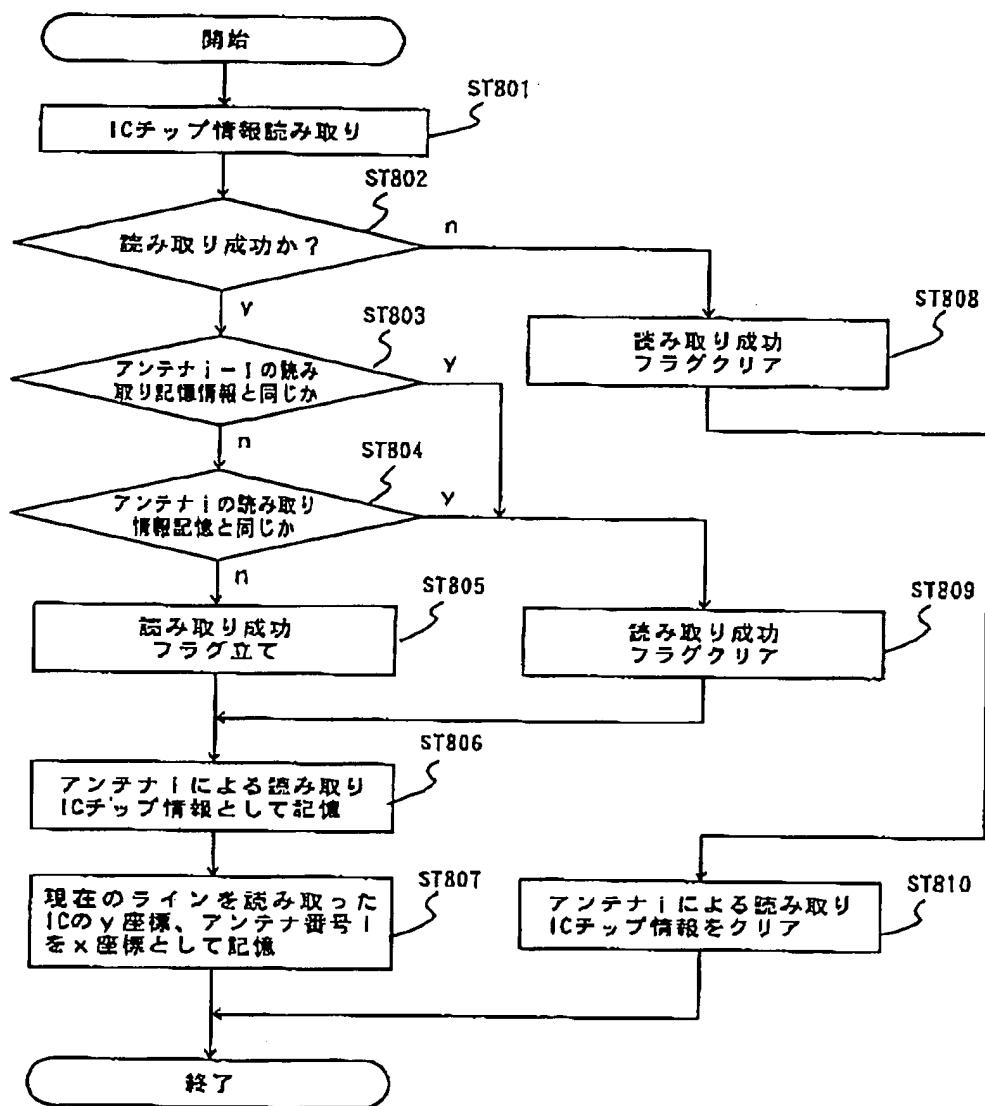 開始
ST801
ICチップ情報読み取り
ST802
読み取り成功か?
n
y
ST803
アンテナi-1の読み
取り記憶情報と同じか
y
n
ST808
読み取り成功
フラグクリア
ST804
アンテナiの読み取り
情報記憶と同じか
y
n
ST805
読み取り成功
フラグ立て
ST809
読み取り成功
フラグクリア
ST806
アンテナiによる読み取り
ICチップ情報として記憶
ST807
現在のラインを読み取った
ICのy座標、アンテナ番号i
をx座標として記憶
ST810
アンテナiによる読み取り
ICチップ情報をクリア
終了